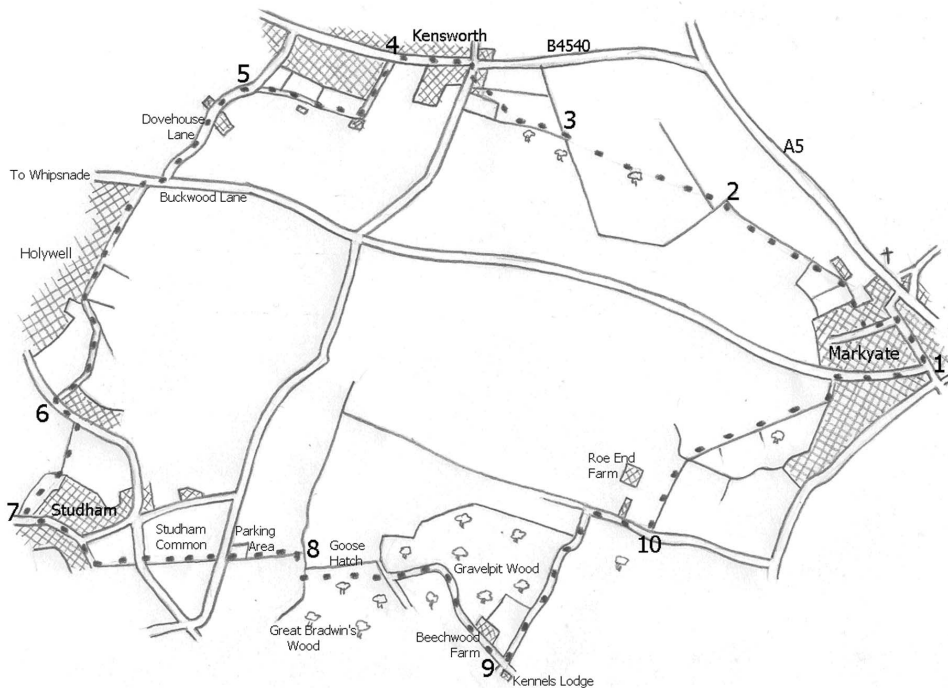 4
Kensworth
B4540
5
Dovehouse
Lane
3
A5
To Whipsnade
Buckwood Lane
2
Holywell
Markyate
1
6
Roe End
Farm
7
Studham
Studham
Common
Parking
Area
8
Goose
Hatch
Gravelpit Wood
10
Great Bradwin's
Wood
Beechwood
Farm
9
Kennels Lodge